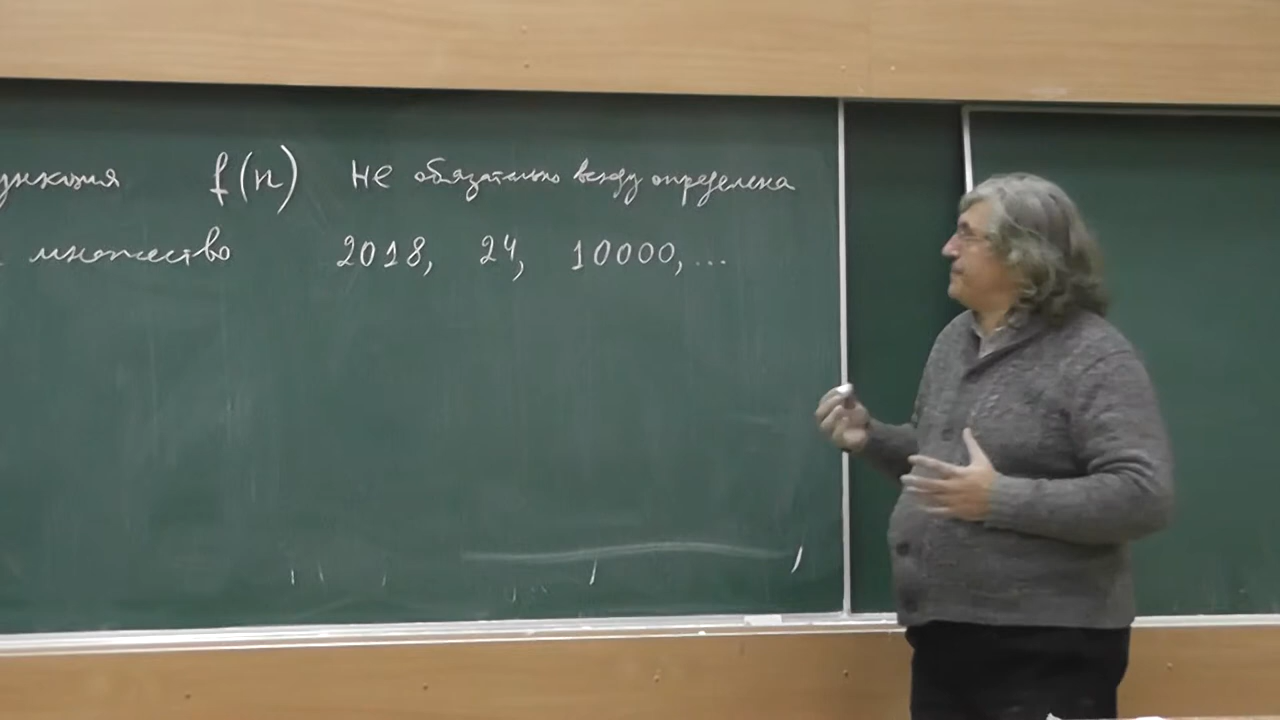 ункция f(n) не обязательно всюду определена
множество 2018, 24, 10000, ...